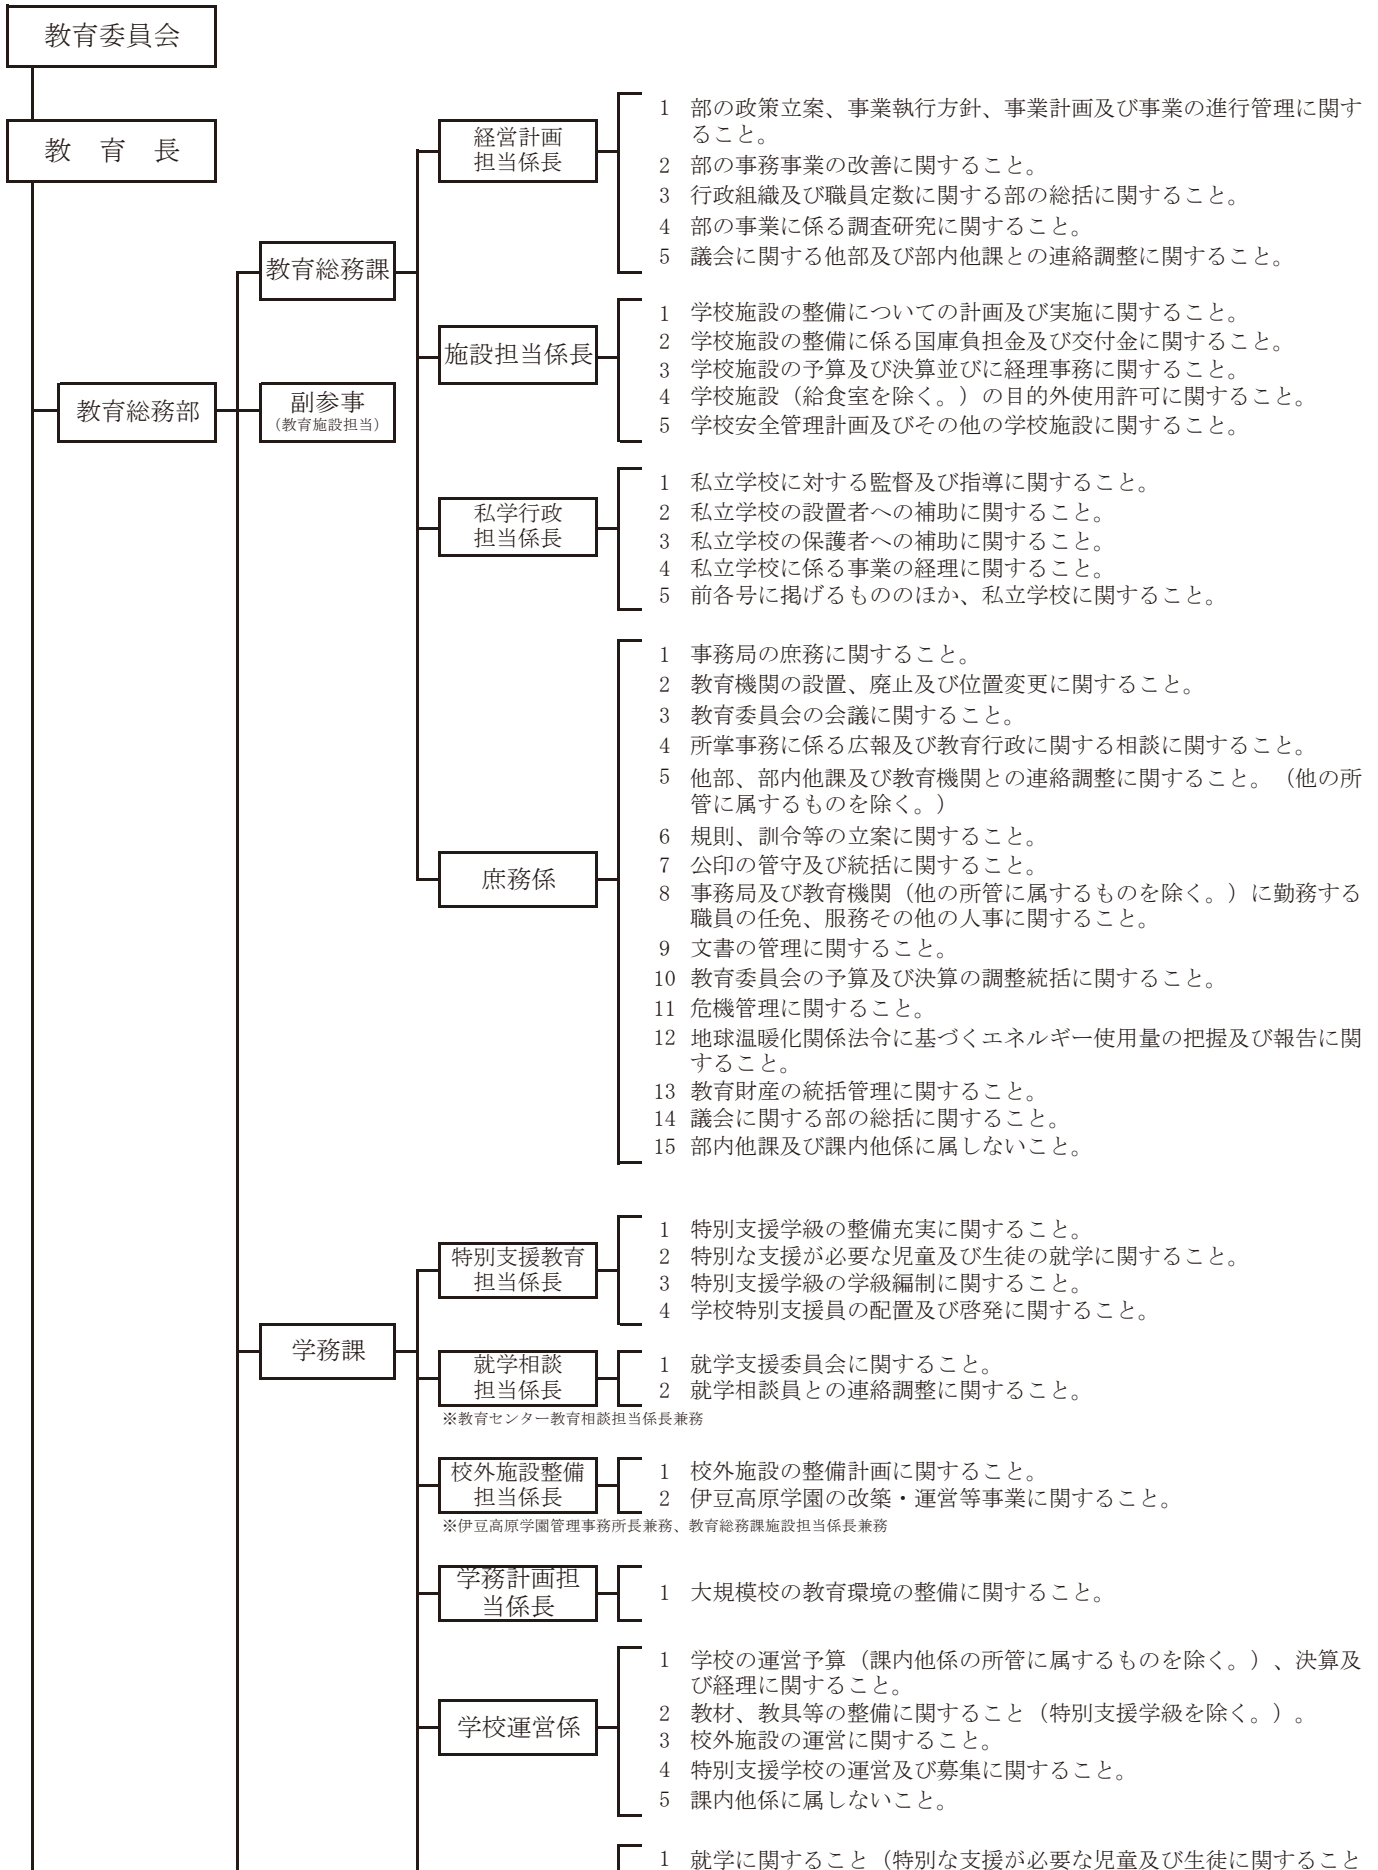 教育委員会
教　育　長
教育総務部
教育総務課
副参事
（教育施設担当）
経営計画
担当係長
1 部の政策立案、事業執行方針、事業計画及び事業の進行管理に関す
ること。
2 部の事務事業の改善に関すること。
3 行政組織及び職員定数に関する部の総括に関すること。
4 部の事業に係る調査研究に関すること。
5 議会に関する他部及び部内他課との連絡調整に関すること。
施設担当係長
1 学校施設の整備についての計画及び実施に関すること。
2 学校施設の整備に係る国庫負担金及び交付金に関すること。
3 学校施設の予算及び決算並びに経理事務に関すること。
4 学校施設（給食室を除く。）の目的外使用許可に関すること。
5 学校安全管理計画及びその他の学校施設に関すること。
私学行政
担当係長
1 私立学校に対する監督及び指導に関すること。
2 私立学校の設置者への補助に関すること。
3 私立学校の保護者への補助に関すること。
4 私立学校に係る事業の経理に関すること。
5 前各号に掲げるもののほか、私立学校に関すること。
庶務係
1 事務局の庶務に関すること。
2 教育機関の設置、廃止及び位置変更に関すること。
3 教育委員会の会議に関すること。
4 所掌事務に係る広報及び教育行政に関する相談に関すること。
5 他部、部内他課及び教育機関との連絡調整に関すること。（他の所
管に属するものを除く。）
6 規則、訓令等の立案に関すること。
7 公印の管守及び統括に関すること。
8 事務局及び教育機関（他の所管に属するものを除く。）に勤務する
職員の任免、服務その他の人事に関すること。
9 文書の管理に関すること。
10 教育委員会の予算及び決算の調整統括に関すること。
11 危機管理に関すること。
12 地球温暖化関係法令に基づくエネルギー使用量の把握及び報告に関
すること。
13 教育財産の統括管理に関すること。
14 議会に関する部の総括に関すること。
15 部内他課及び課内他係に属しないこと。
学務課
特別支援教育
担当係長
1 特別支援学級の整備充実に関すること。
2 特別な支援が必要な児童及び生徒の就学に関すること。
3 特別支援学級の学級編制に関すること。
4 学校特別支援員の配置及び啓発に関すること。
就学相談
担当係長
1 就学支援委員会に関すること。
2 就学相談員との連絡調整に関すること。
※教育センター教育相談担当係長兼務
校外施設整備
担当係長
1 校外施設の整備計画に関すること。
2 伊豆高原学園の改築・運営等事業に関すること。
※伊豆高原学園管理事務所長兼務、教育総務課施設担当係長兼務
学務計画担
当係長
1 大規模校の教育環境の整備に関すること。
学校運営係
1 学校の運営予算（課内他係の所管に属するものを除く。）、決算及
び経理に関すること。
2 教材、教具等の整備に関すること（特別支援学級を除く。）。
3 校外施設の運営に関すること。
4 特別支援学校の運営及び募集に関すること。
5 課内他係に属しないこと。
1 就学に関すること（特別な支援が必要な児童及び生徒に関すること